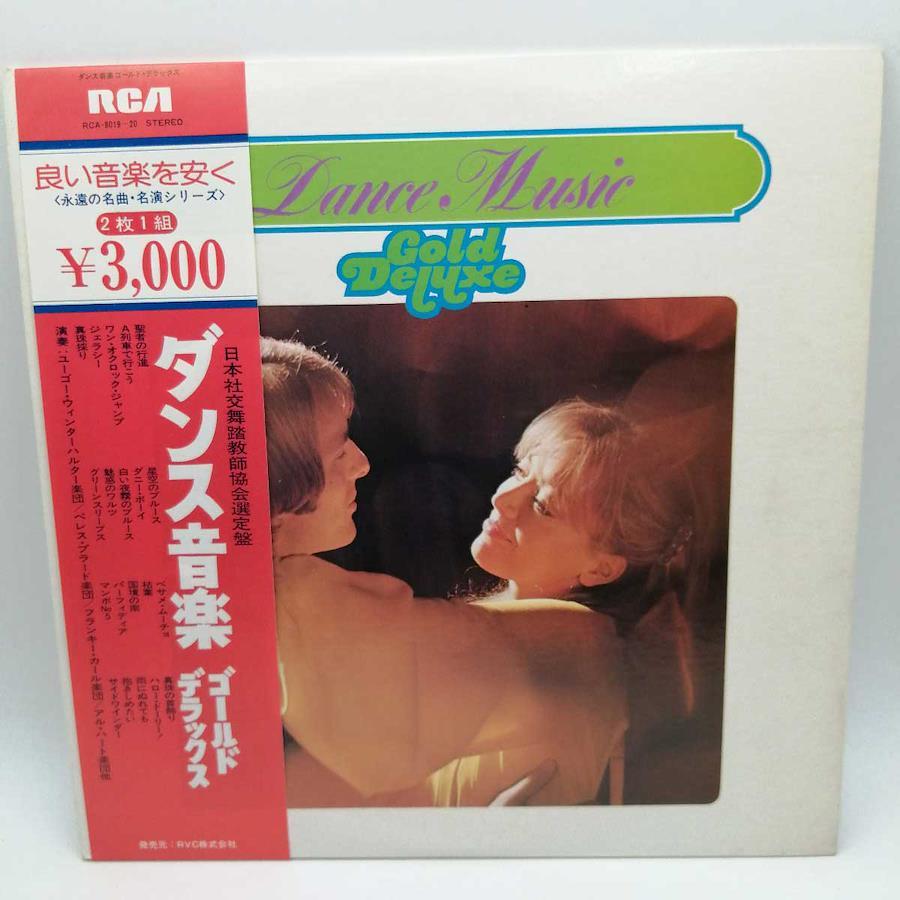 ダンス音楽ゴールド・デラックス
RCA
RCA-8019-20 STEREO
良い音楽を安く
〈永遠の名曲・名演シリーズ〉
2枚1組
¥3,000
Dance Music
Gold
Deluxe
日本社交舞踏教師協会選定盤
ダンス音楽
ゴールド
デラックス
聖者の行進
A列車で行こう
ワン・オクロック・ジャンプ
ジェラシー
真珠採り
星空のブルース
ダニー・ボーイ
白い夜霧のブルース
魅惑のワルツ
グリーンスリーブス
ベサメ・ムーチョ
枯葉
国境の南
パーフィディア
マンボNo.5
真珠の首飾り
ハロー・ドーリー!
雨にぬれても
抱きしめたい
サイドワインダー
演奏:ユーゴー・ウィンターハルター楽団/ペレス・プラード楽団/フランキー・カール楽団/アル・ハート楽団他
発売元:RVC株式会社